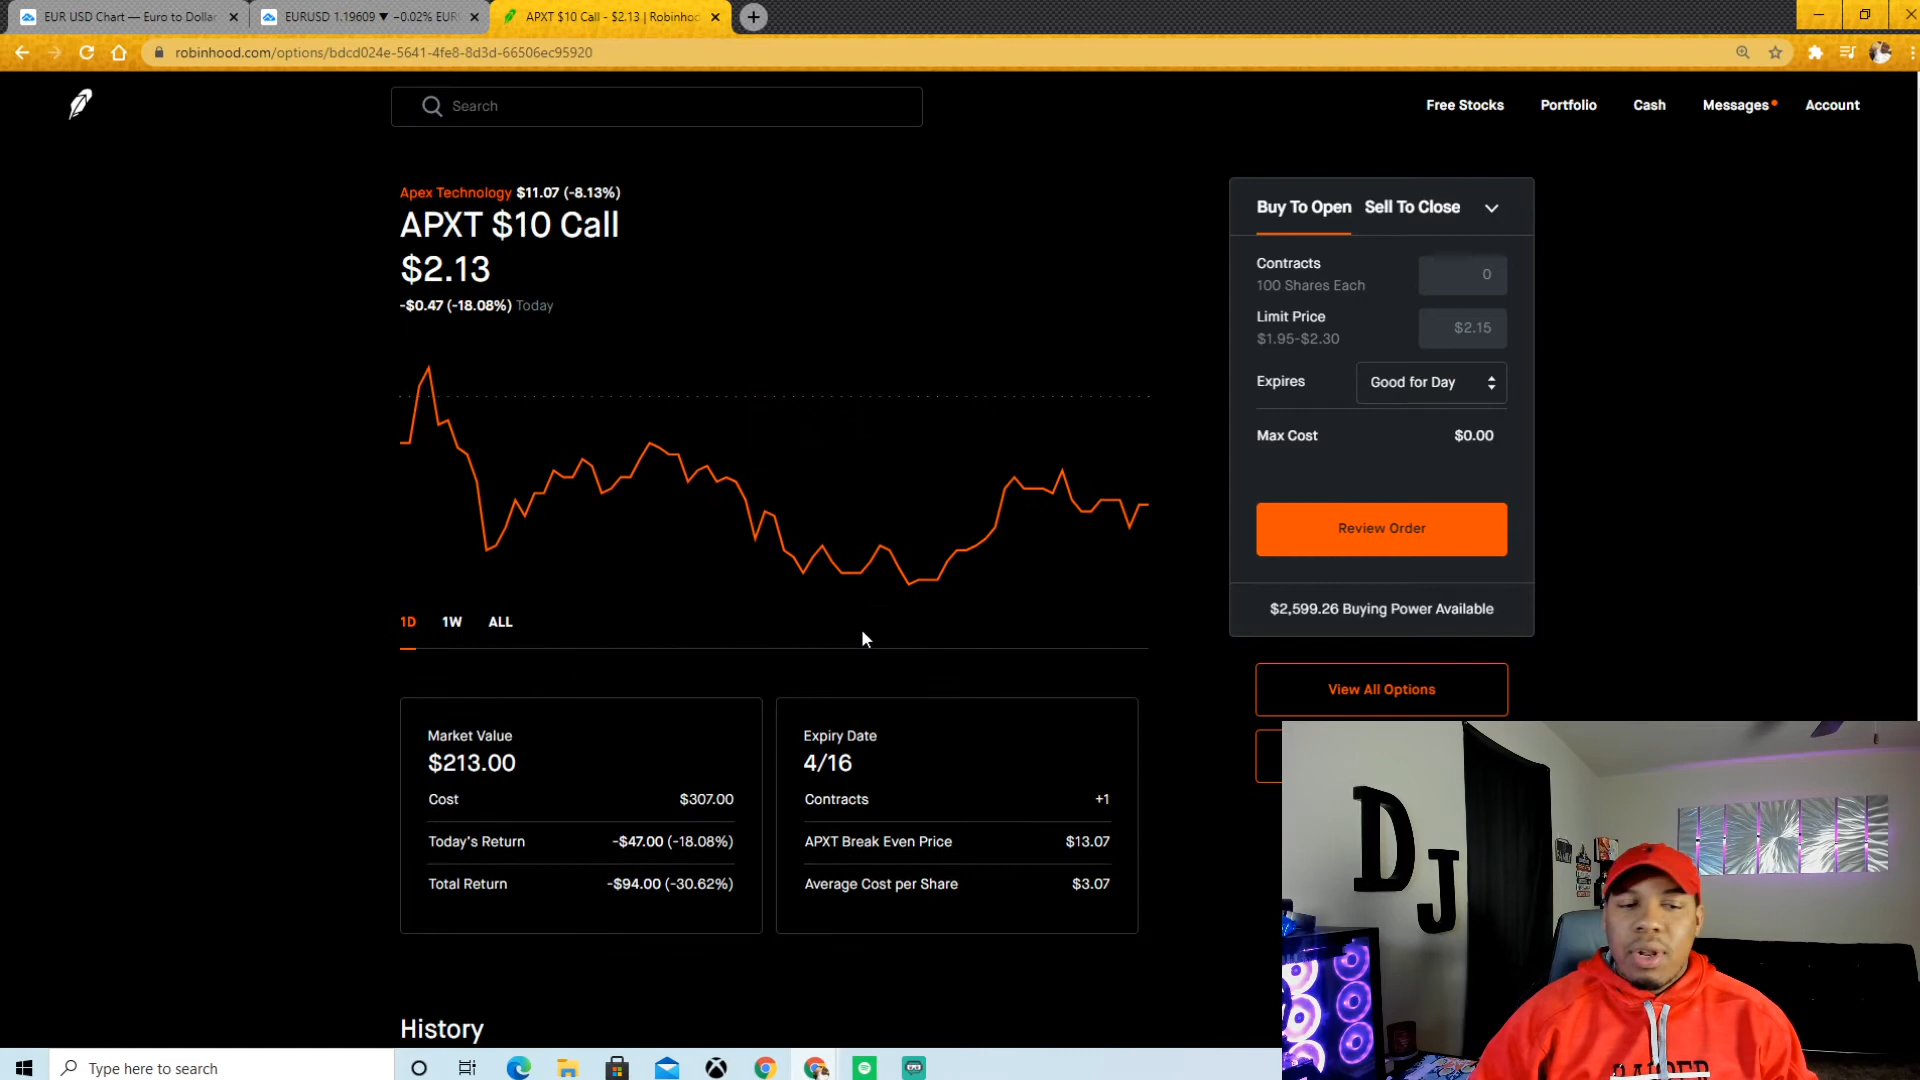 EUR USD Chart — Euro to Dollar
EURUSD 1.19609 ▼ −0.02% EUR
APXT $10 Call - $2.13 | Robinhoo
robinhood.com/options/bdcd024e-5641-4fe8-8d3d-66506ec95920
Search
Free Stocks
Portfolio
Cash
Messages
Account
Apex Technology $11.07 (-8.13%)
APXT $10 Call
$2.13
-$0.47 (-18.08%) Today
1D
1W
ALL
Buy To Open
Sell To Close
Contracts
0
100 Shares Each
Limit Price
$2.15
$1.95-$2.30
Expires
Good for Day
Max Cost
$0.00
Review Order
$2,599.26 Buying Power Available
View All Options
Market Value
$213.00
Cost
$307.00
Today's Return
-$47.00 (-18.08%)
Total Return
-$94.00 (-30.62%)
Expiry Date
4/16
Contracts
+1
APXT Break Even Price
$13.07
Average Cost per Share
$3.07
History
D
J
Type here to search